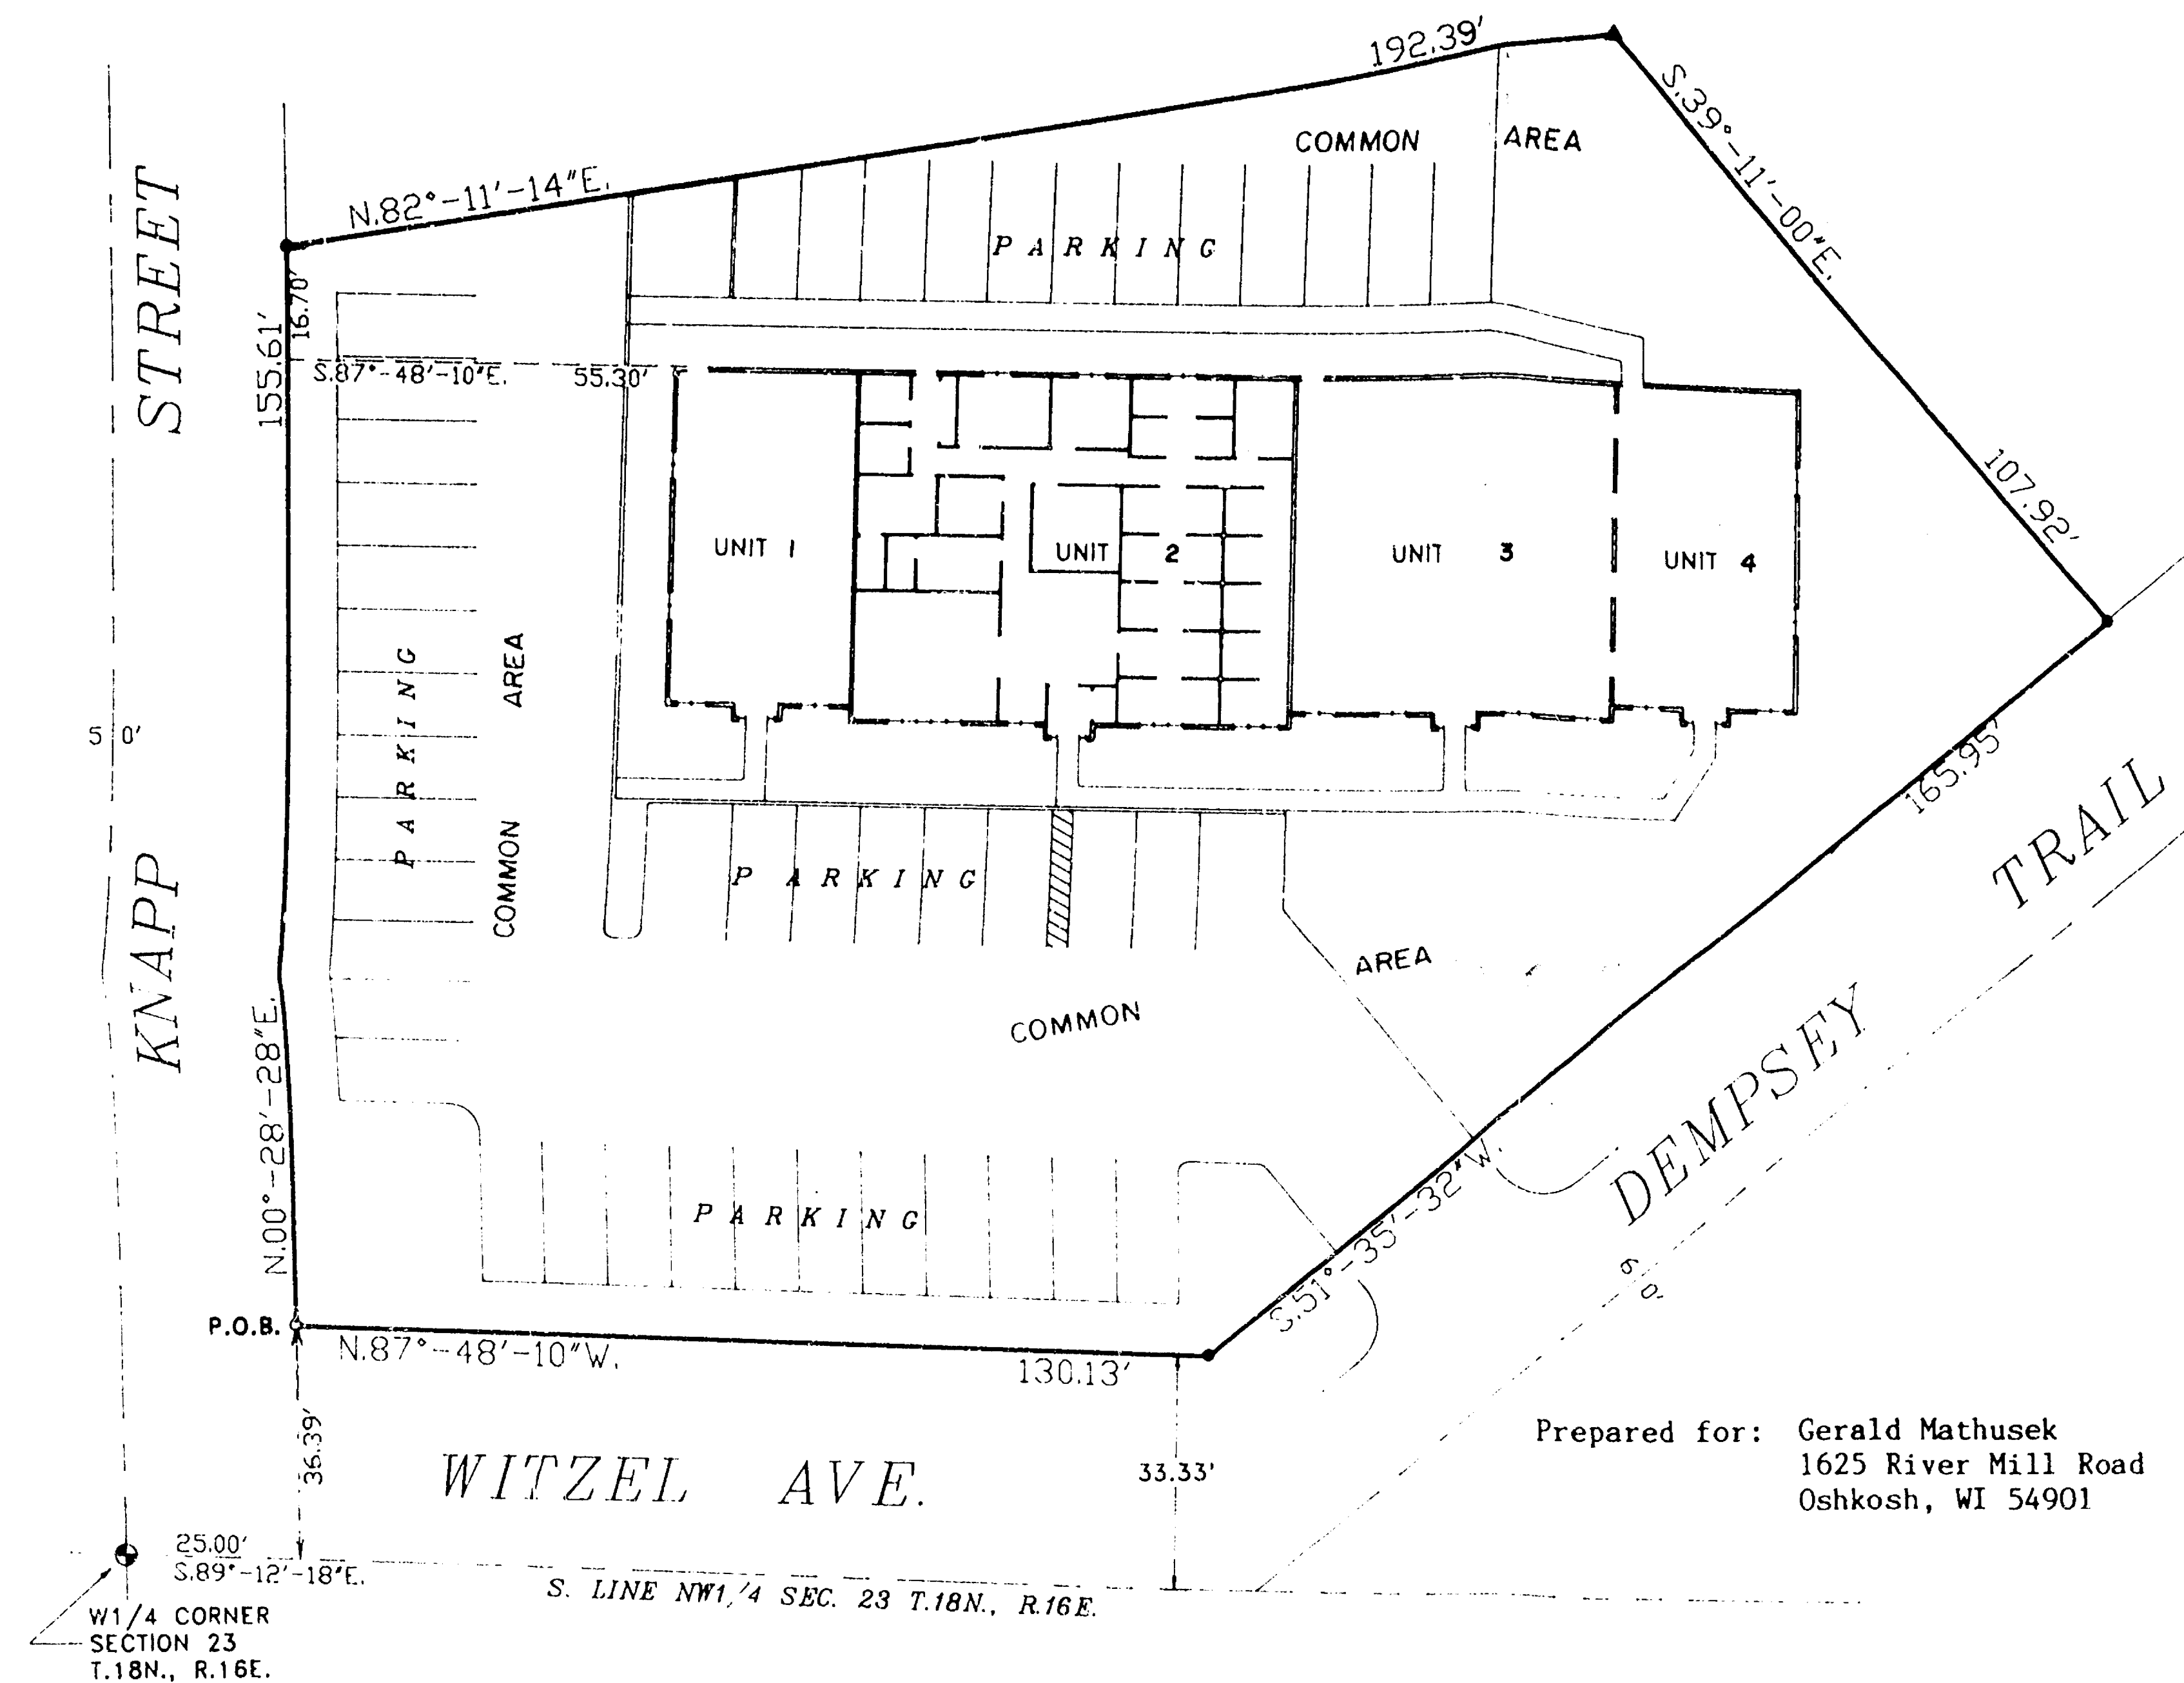 192.39'
S.39°-11'-00"E.
COMMON AREA
N.82°-11'-14"E.
STREET
PARKING
16.70'
155.61'
S.87°-48'-10"E. 55.30'
107.92'
UNIT 1
UNIT 2
UNIT 3
UNIT 4
PARKING
COMMON AREA
50'
165.95'
TRAIL
KNAPP
PARKING
AREA
COMMON
DEMPSEY
N.00°-28'-28"E.
S.51°-35'-32"W.
PARKING
60'
P.O.B.
N.87°-48'-10"W.
130.13'
36.39'
33.33'
WITZEL AVE.
Prepared for: Gerald Mathusek
1625 River Mill Road
Oshkosh, WI 54901
25.00'
S.89°-12'-18"E.
S. LINE NW1/4 SEC. 23 T.18N., R.16E.
W1/4 CORNER
SECTION 23
T.18N., R.16E.